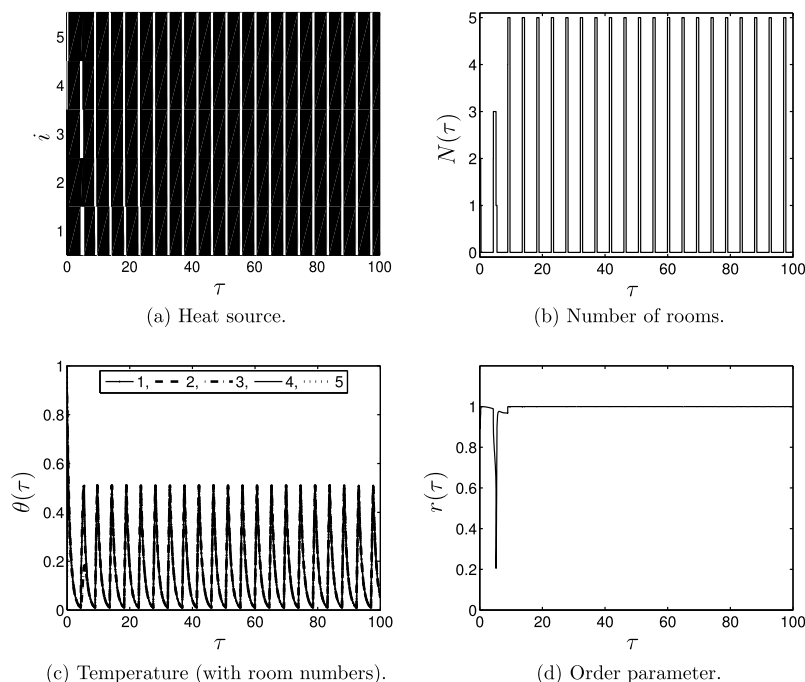 5
4
3
2
1
i
0 20 40 60 80 100
τ
(a) Heat source.
5
4
3
2
1
0
N(τ)
0 20 40 60 80 100
τ
(b) Number of rooms.
1
0.8
0.6
0.4
0.2
0
θ(τ)
1, 2, 3, 4, 5
0 20 40 60 80 100
τ
(c) Temperature (with room numbers).
1
0.8
0.6
0.4
0.2
0
r(τ)
0 20 40 60 80 100
τ
(d) Order parameter.